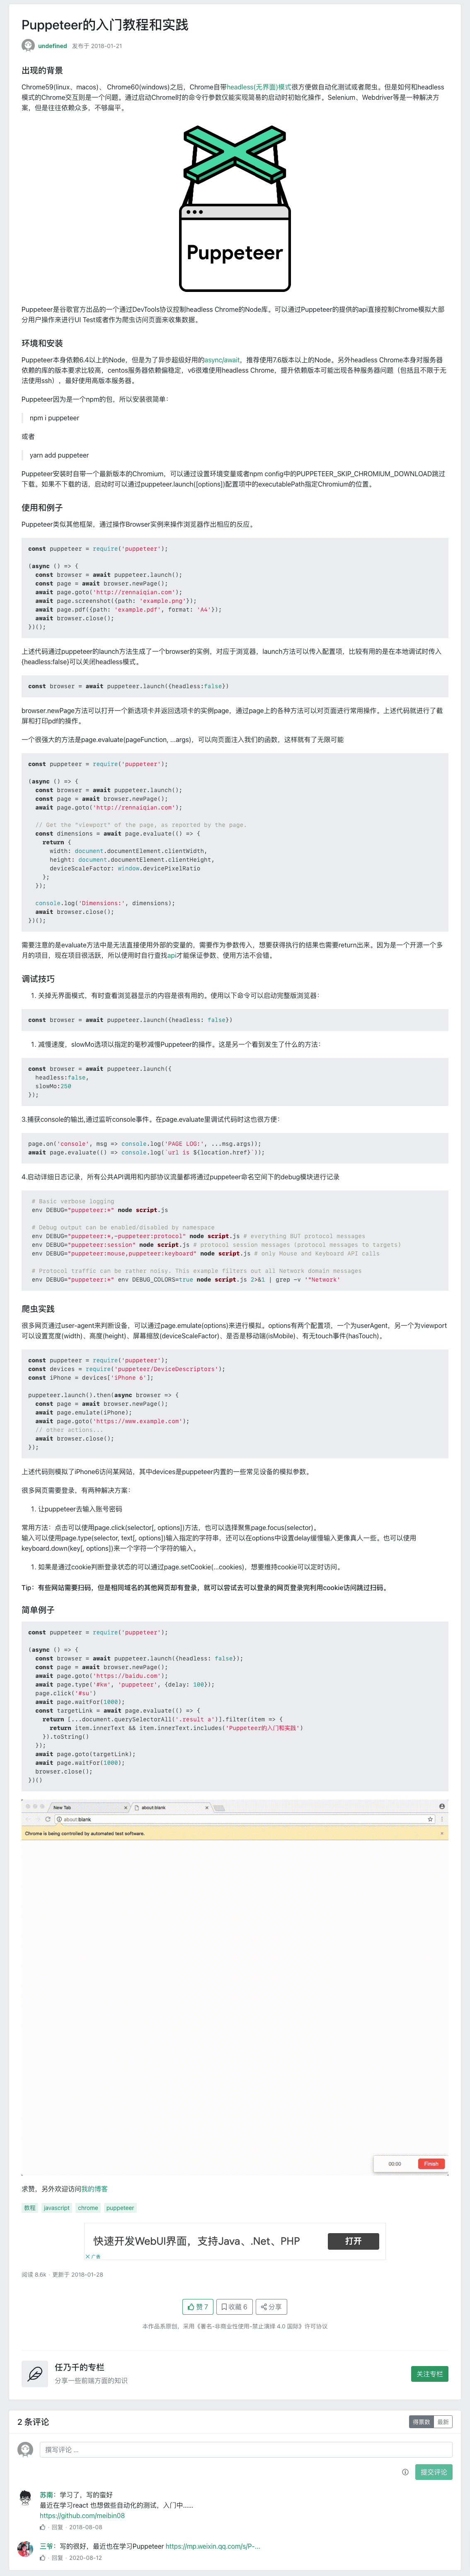 Puppeteer的入门教程和实践
undefined 发布于 2018-01-21
出现的背景
Chrome59(linux、macos)、 Chrome60(windows)之后，Chrome自带headless(无界面)模式很方便做自动化测试或者爬虫。但是如何和headless
模式的Chrome交互则是一个问题。通过启动Chrome时的命令行参数仅能实现简易的启动时初始化操作。Selenium、Webdriver等是一种解决方
案，但是往往依赖众多，不够扁平。
Puppeteer
Puppeteer是谷歌官方出品的一个通过DevTools协议控制headless Chrome的Node库。可以通过Puppeteer的提供的api直接控制Chrome模拟大部
分用户操作来进行UI Test或者作为爬虫访问页面来收集数据。
环境和安装
Puppeteer本身依赖6.4以上的Node，但是为了异步超级好用的async/await，推荐使用7.6版本以上的Node。另外headless Chrome本身对服务器
依赖的库的版本要求比较高，centos服务器依赖偏稳定，v6很难使用headless Chrome，提升依赖版本可能出现各种服务器问题（包括且不限于无
法使用ssh），最好使用高版本服务器。
Puppeteer因为是一个npm的包，所以安装很简单：
npm i puppeteer
或者
yarn add puppeteer
Puppeteer安装时自带一个最新版本的Chromium，可以通过设置环境变量或者npm config中的PUPPETEER_SKIP_CHROMIUM_DOWNLOAD跳过
下载。如果不下载的话，启动时可以通过puppeteer.launch([options])配置项中的executablePath指定Chromium的位置。
使用和例子
Puppeteer类似其他框架，通过操作Browser实例来操作浏览器作出相应的反应。
const puppeteer = require('puppeteer');
(async () => {
const browser = await puppeteer.launch();
const page = await browser.newPage();
await page.goto('http://rennaiqian.com');
await page.screenshot({path: 'example.png'});
await page.pdf({path: 'example.pdf', format: 'A4'});
await browser.close();
})();
上述代码通过puppeteer的launch方法生成了一个browser的实例，对应于浏览器，launch方法可以传入配置项，比较有用的是在本地调试时传入
{headless:false}可以关闭headless模式。
const browser = await puppeteer.launch({headless:false})
browser.newPage方法可以打开一个新选项卡并返回选项卡的实例page，通过page上的各种方法可以对页面进行常用操作。上述代码就进行了截
屏和打印pdf的操作。
一个很强大的方法是page.evaluate(pageFunction, ...args)，可以向页面注入我们的函数，这样就有了无限可能
const puppeteer = require('puppeteer');
(async () => {
const browser = await puppeteer.launch();
const page = await browser.newPage();
await page.goto('http://rennaiqian.com');
// Get the "viewport" of the page, as reported by the page.
const dimensions = await page.evaluate(() => {
return {
width: document.documentElement.clientWidth,
height: document.documentElement.clientHeight,
deviceScaleFactor: window.devicePixelRatio
};
});
console.log('Dimensions:', dimensions);
await browser.close();
})();
需要注意的是evaluate方法中是无法直接使用外部的变量的，需要作为参数传入，想要获得执行的结果也需要return出来。因为是一个开源一个多
月的项目，现在项目很活跃，所以使用时自行查找api才能保证参数、使用方法不会错。
调试技巧
1. 关掉无界面模式，有时查看浏览器显示的内容是很有用的。使用以下命令可以启动完整版浏览器：
const browser = await puppeteer.launch({headless: false})
1. 减慢速度，slowMo选项以指定的毫秒减慢Puppeteer的操作。这是另一个看到发生了什么的方法：
const browser = await puppeteer.launch({
headless:false,
slowMo:250
});
3.捕获console的输出,通过监听console事件。在page.evaluate里调试代码时这也很方便：
page.on('console', msg => console.log('PAGE LOG:', ...msg.args));
await page.evaluate(() => console.log(`url is ${location.href}`));
4.启动详细日志记录，所有公共API调用和内部协议流量都将通过puppeteer命名空间下的debug模块进行记录
# Basic verbose logging
env DEBUG="puppeteer:*" node script.js
# Debug output can be enabled/disabled by namespace
env DEBUG="puppeteer:*,-puppeteer:protocol" node script.js # everything BUT protocol messages
env DEBUG="puppeteer:session" node script.js # protocol session messages (protocol messages to targets)
env DEBUG="puppeteer:mouse,puppeteer:keyboard" node script.js # only Mouse and Keyboard API calls
# Protocol traffic can be rather noisy. This example filters out all Network domain messages
env DEBUG="puppeteer:*" env DEBUG_COLORS=true node script.js 2>&1 | grep -v '"Network'
爬虫实践
很多网页通过user-agent来判断设备，可以通过page.emulate(options)来进行模拟。options有两个配置项，一个为userAgent，另一个为viewport
可以设置宽度(width)、高度(height)、屏幕缩放(deviceScaleFactor)、是否是移动端(isMobile)、有无touch事件(hasTouch)。
const puppeteer = require('puppeteer');
const devices = require('puppeteer/DeviceDescriptors');
const iPhone = devices['iPhone 6'];
puppeteer.launch().then(async browser => {
const page = await browser.newPage();
await page.emulate(iPhone);
await page.goto('https://www.example.com');
// other actions...
await browser.close();
});
上述代码则模拟了iPhone6访问某网站，其中devices是puppeteer内置的一些常见设备的模拟参数。
很多网页需要登录，有两种解决方案：
1. 让puppeteer去输入账号密码
常用方法：点击可以使用page.click(selector[, options])方法，也可以选择聚焦page.focus(selector)。
输入可以使用page.type(selector, text[, options])输入指定的字符串，还可以在options中设置delay缓慢输入更像真人一些。也可以使用
keyboard.down(key[, options])来一个字符一个字符的输入。
1. 如果是通过cookie判断登录状态的可以通过page.setCookie(...cookies)，想要维持cookie可以定时访问。
Tip：有些网站需要扫码，但是相同域名的其他网页却有登录，就可以尝试去可以登录的网页登录完利用cookie访问跳过扫码。
简单例子
const puppeteer = require('puppeteer');
(async () => {
const browser = await puppeteer.launch({headless: false});
const page = await browser.newPage();
await page.goto('https://baidu.com');
await page.type('#kw', 'puppeteer', {delay: 100});
page.click('#su')
await page.waitFor(1000);
const targetLink = await page.evaluate(() => {
return [...document.querySelectorAll('.result a')].filter(item => {
return item.innerText && item.innerText.includes('Puppeteer的入门和实践')
}).toString()
});
await page.goto(targetLink);
await page.waitFor(1000);
browser.close();
})()
New Tab
about:blank
about:blank
Chrome is being controlled by automated test software.
00:00 Finish
求赞，另外欢迎访问我的博客
教程 javascript chrome puppeteer
快速开发WebUI界面，支持Java、.Net、PHP 打开
广告
阅读 8.6k · 更新于 2018-01-28
赞 7 收藏 6 分享
本作品系原创，采用《署名-非商业性使用-禁止演绎 4.0 国际》许可协议
任乃千的专栏
分享一些前端方面的知识
关注专栏
2 条评论
得票数 最新
撰写评论 ...
提交评论
苏南：学习了，写的蛮好
最近在学习react 也想做些自动化的测试，入门中......
https://github.com/meibin08
· 回复 · 2018-08-08
三爷：写的很好，最近也在学习Puppeteer https://mp.weixin.qq.com/s/P-...
· 回复 · 2020-08-12